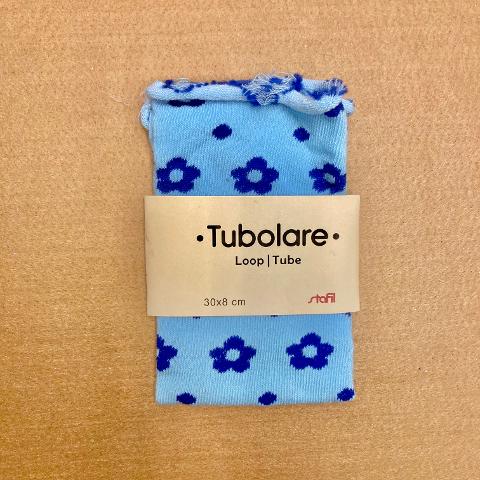 •Tubolare•
Loop|Tube
30x8 cm
stafil